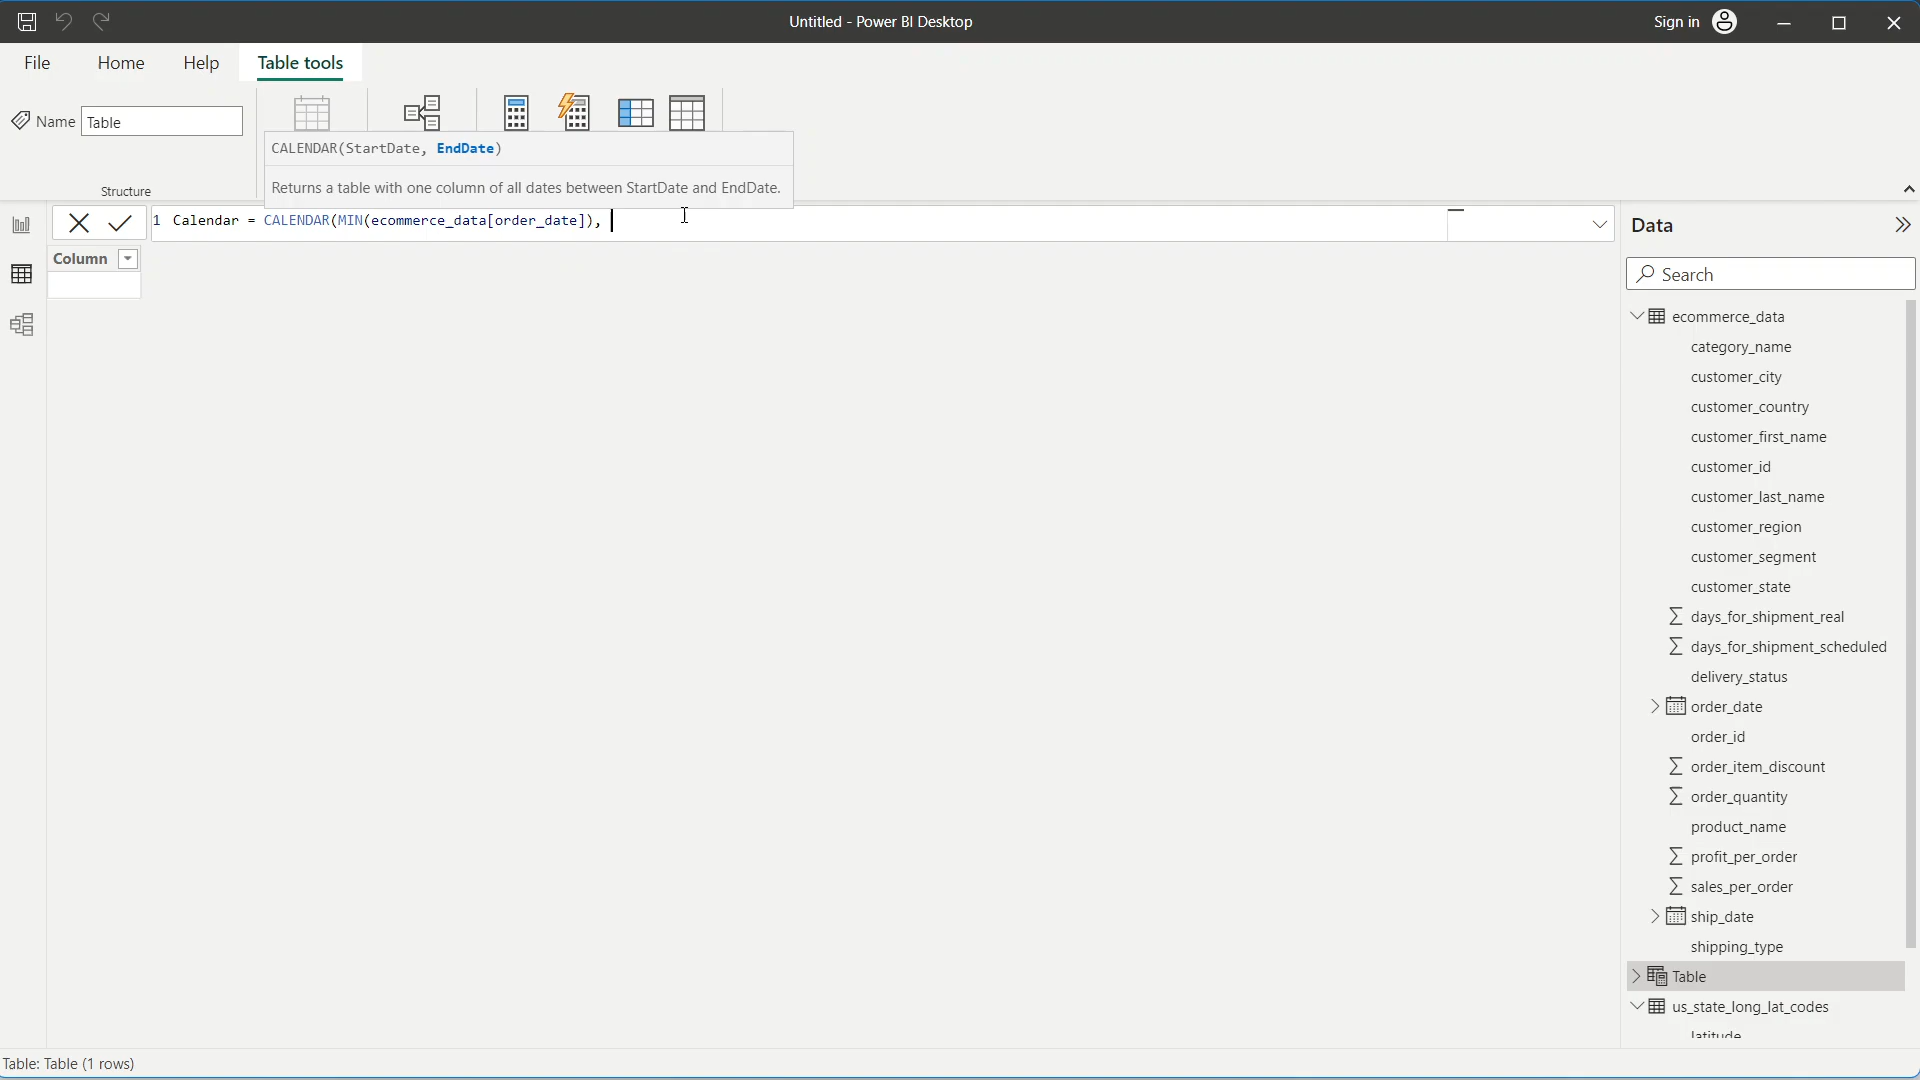 Untitled - Power BI Desktop
Sign in
File Home Help Table tools
Name Table
Structure
CALENDAR(StartDate, EndDate)
Returns a table with one column of all dates between StartDate and EndDate.
1 Calendar = CALENDAR(MIN(ecommerce_data[order_date]),
Column
Data
Search
ecommerce_data
category_name
customer_city
customer_country
customer_first_name
customer_id
customer_last_name
customer_region
customer_segment
customer_state
days_for_shipment_real
days_for_shipment_scheduled
delivery_status
order_date
order_id
order_item_discount
order_quantity
product_name
profit_per_order
sales_per_order
ship_date
shipping_type
Table
us_state_long_lat_codes
latitude
Table: Table (1 rows)